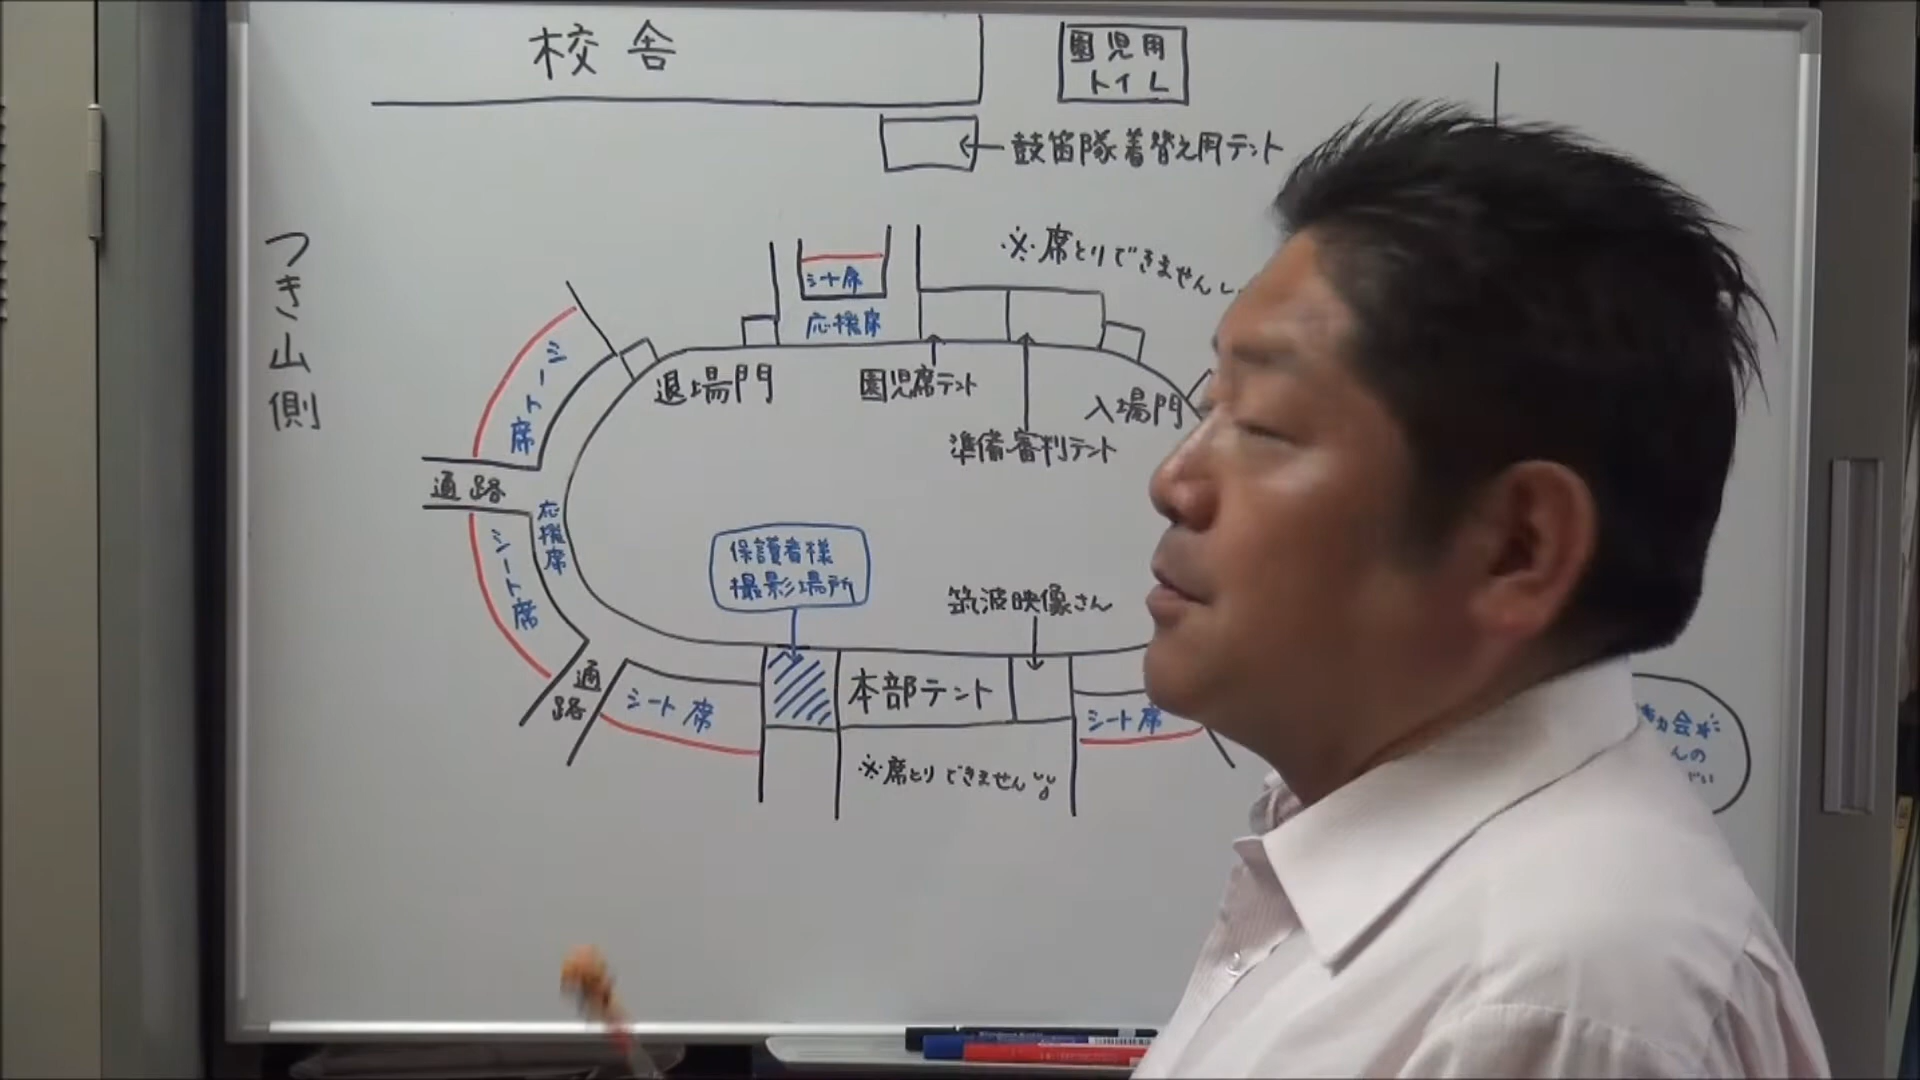 校舎
園児用
トイレ
鼓笛隊着替え用テント
つき山側
※席とりできません
シート席
応援席
シート席
退場門
園児席テント
入場門
準備・審判テント
通路
応援席
シート席
保護者様
撮影場所
筑波映像さん
通路
シート席
本部テント
シート席
※席とりできません